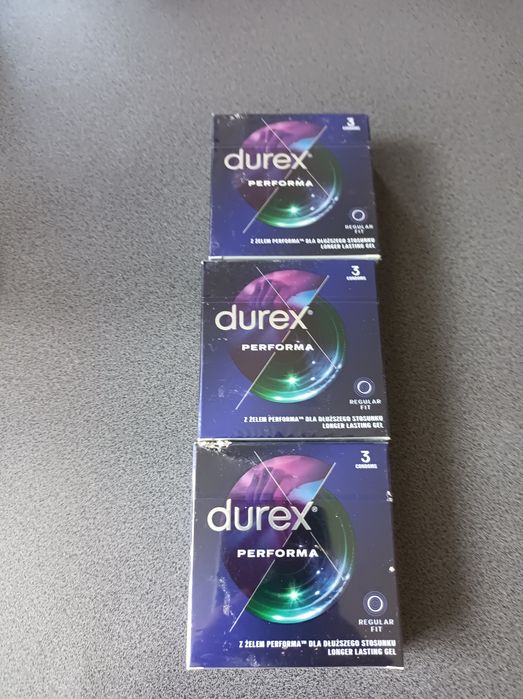 3
CONDOMS
durex®
PERFORMA
REGULAR
FIT
Z ŻELEM PERFORMA™ DLA DŁUŻSZEGO STOSUNKU
LONGER LASTING GEL
3
CONDOMS
durex®
PERFORMA
REGULAR
FIT
Z ŻELEM PERFORMA™ DLA DŁUŻSZEGO STOSUNKU
LONGER LASTING GEL
3
CONDOMS
durex®
PERFORMA
REGULAR
FIT
Z ŻELEM PERFORMA™ DLA DŁUŻSZEGO STOSUNKU
LONGER LASTING GEL